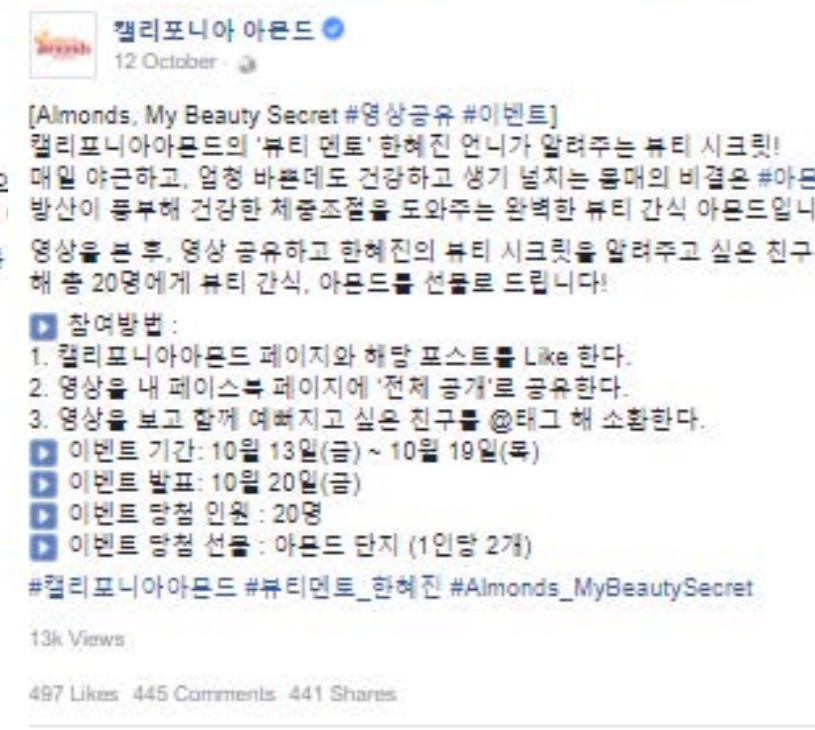 캘리포니아 아몬드
12 October
[Almonds, My Beauty Secret #영상공유 #이벤트]
캘리포니아아몬드의 '뷰티 멘토' 한혜진 언니가 알려주는 뷰티 시크릿!
매일 야근하고, 엄청 바쁜데도 건강하고 생기 넘치는 몸매의 비결은 #아몬
방산이 풍부해 건강한 체중조절을 도와주는 완벽한 뷰티 간식 아몬드입니
영상을 본 후, 영상 공유하고 한혜진의 뷰티 시크릿을 알려주고 싶은 친구
해 총 20명에게 뷰티 간식, 아몬드를 선물로 드립니다!
참여방법 :
1. 캘리포니아아몬드 페이지와 해당 포스트를 Like 한다.
2. 영상을 내 페이스북 페이지에 '전체 공개'로 공유한다.
3. 영상을 보고 함께 예뻐지고 싶은 친구를 @태그 해 소환한다.
이벤트 기간: 10월 13일(금) ~ 10월 19일(목)
이벤트 발표: 10월 20일(금)
이벤트 당첨 인원 : 20명
이벤트 당첨 선물 : 아몬드 단지 (1인당 2개)
#캘리포니아아몬드 #뷰티멘토_한혜진 #Almonds_MyBeautySecret
13k Views
497 Likes 445 Comments 441 Shares